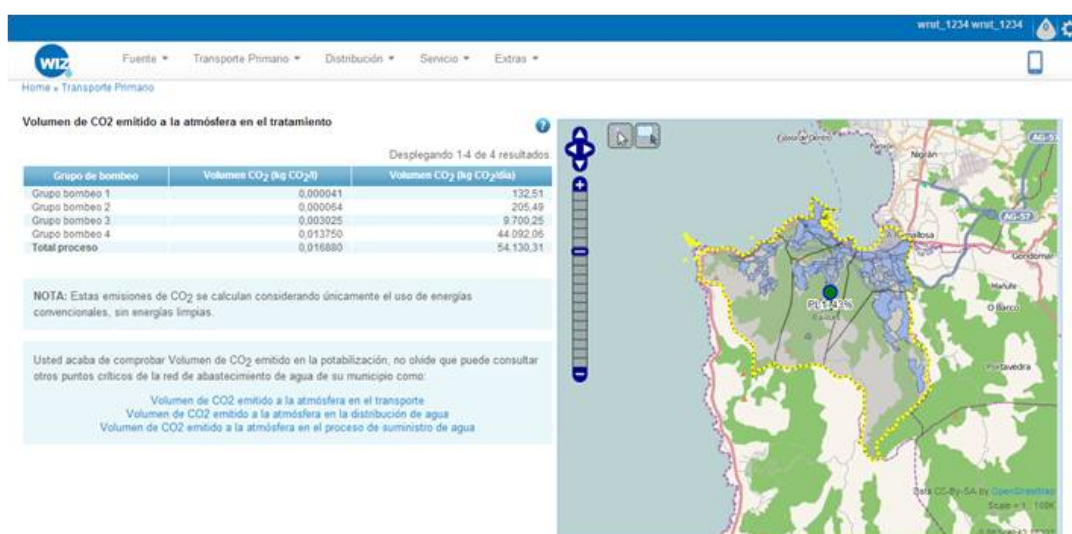 wrut_1234 wrut_1234
WIZ
Fuente Transporte Primario Distribución Servicio Extras
Home » Transporte Primario
Volumen de CO2 emitido a la atmósfera en el tratamiento
?
Desplegando 1-4 de 4 resultados.
Grupo de bombeo Volumen CO2 (kg CO2/l) Volumen CO2 (kg CO2/día)
Grupo bombeo 1 0,000041 132,51
Grupo bombeo 2 0,000064 205,49
Grupo bombeo 3 0,003025 9.700,25
Grupo bombeo 4 0,013750 44.092,06
Total proceso 0,016880 54.130,31
NOTA: Estas emisiones de CO2 se calculan considerando únicamente el uso de energías
convencionales, sin energías limpias.
Usted acaba de comprobar Volumen de CO2 emitido en la potabilización, no olvide que puede consultar
otros puntos críticos de la red de abastecimiento de agua de su municipio como:
Volumen de CO2 emitido a la atmósfera en el transporte
Volumen de CO2 emitido a la atmósfera en la distribución de agua
Volumen de CO2 emitido a la atmósfera en el proceso de suministro de agua
AG-57
Panxón
Nigrán
AG-57
Gondomar
Mañufe
O Barco
PL1:43%
Baiona
Portavedra
Data CC-By-SA by OpenStreetMap
Scale = 1 : 108K